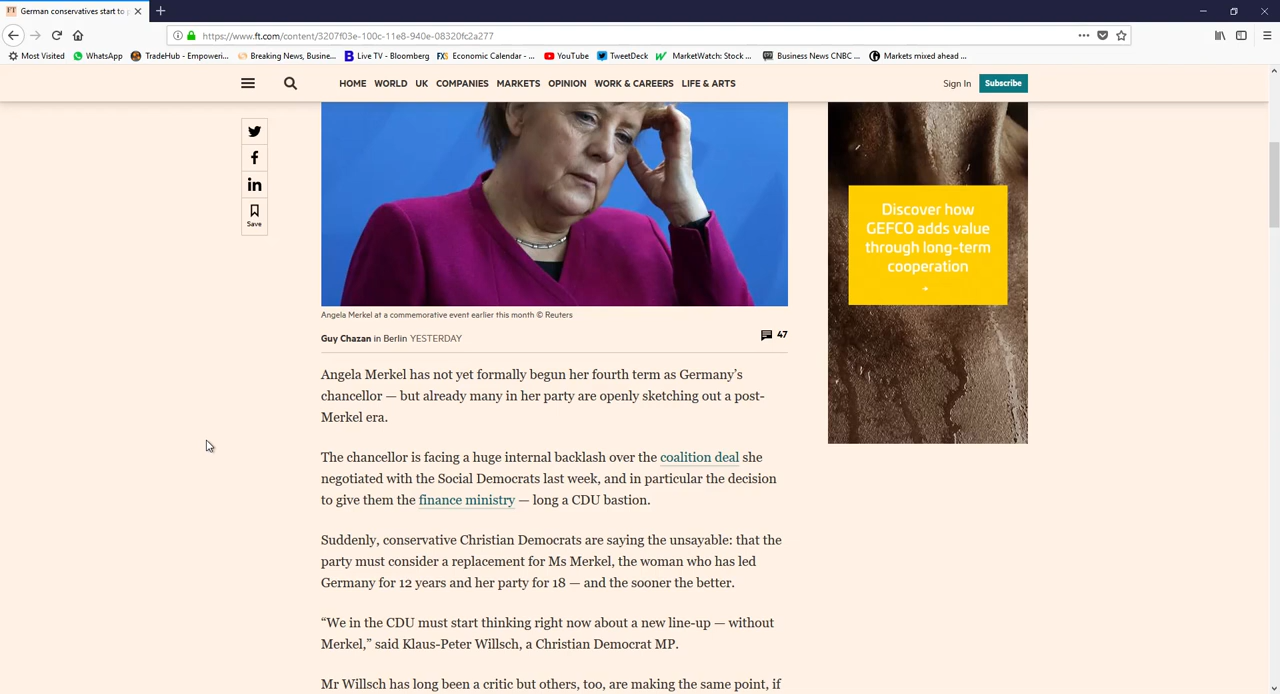 German conservatives start to p
https://www.ft.com/content/3207f03e-100c-11e8-940e-08320fc2a277
Most Visited WhatsApp TradeHub - Empoweri... Breaking News, Busine... Live TV - Bloomberg Economic Calendar - ... YouTube TweetDeck MarketWatch: Stock ... Business News CNBC ... Markets mixed ahead ...
HOME WORLD UK COMPANIES MARKETS OPINION WORK & CAREERS LIFE & ARTS Sign In Subscribe
Save
Discover how
GEFCO adds value
through long-term
cooperation
Angela Merkel at a commemorative event earlier this month © Reuters
Guy Chazan in Berlin YESTERDAY 47
Angela Merkel has not yet formally begun her fourth term as Germany’s
chancellor — but already many in her party are openly sketching out a post-
Merkel era.
The chancellor is facing a huge internal backlash over the coalition deal she
negotiated with the Social Democrats last week, and in particular the decision
to give them the finance ministry — long a CDU bastion.
Suddenly, conservative Christian Democrats are saying the unsayable: that the
party must consider a replacement for Ms Merkel, the woman who has led
Germany for 12 years and her party for 18 — and the sooner the better.
“We in the CDU must start thinking right now about a new line-up — without
Merkel,” said Klaus-Peter Willsch, a Christian Democrat MP.
Mr Willsch has long been a critic but others, too, are making the same point, if